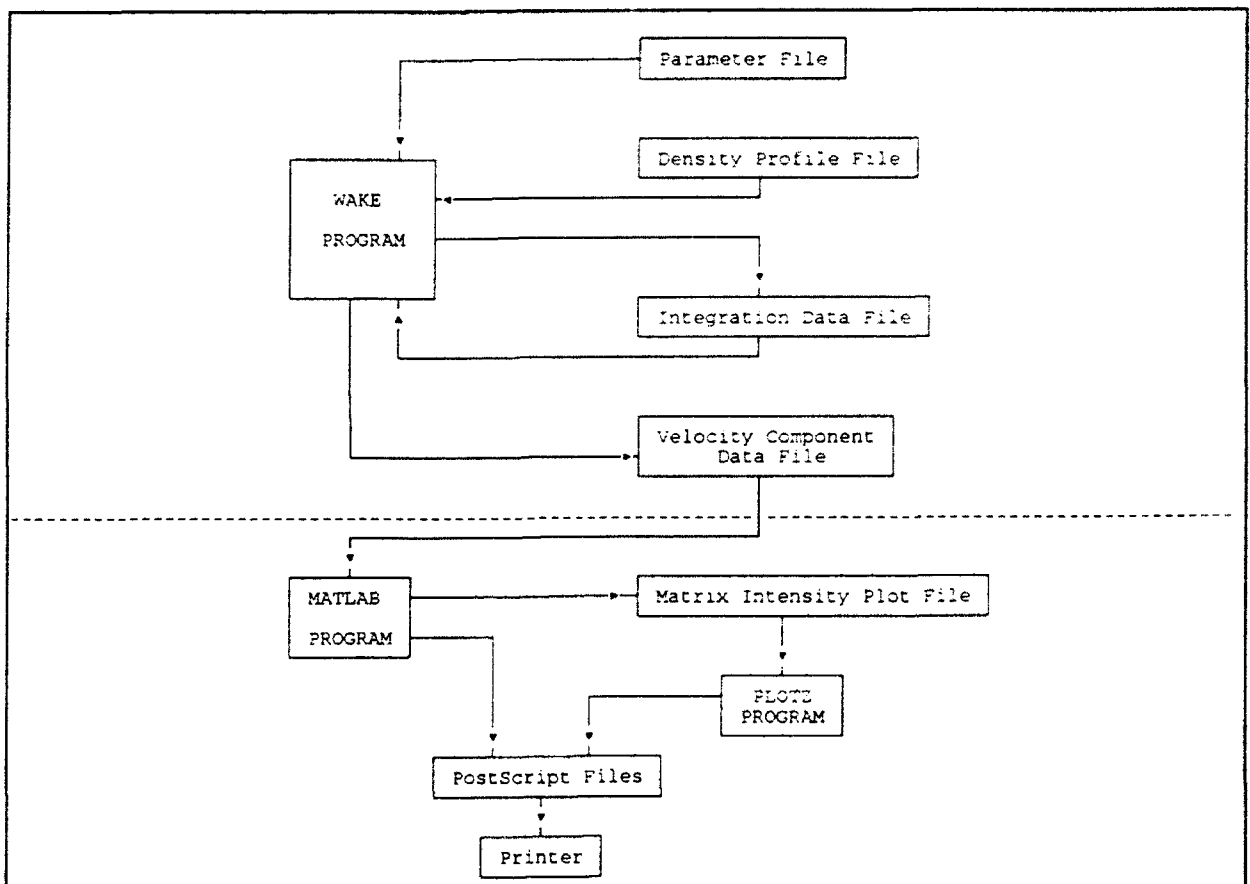 Parameter File
Density Profile File
WAKE
PROGRAM
Integration Data File
Velocity Component
Data File
MATLAB
PROGRAM
Matrix Intensity Plot File
PLOTZ
PROGRAM
PostScript Files
Printer